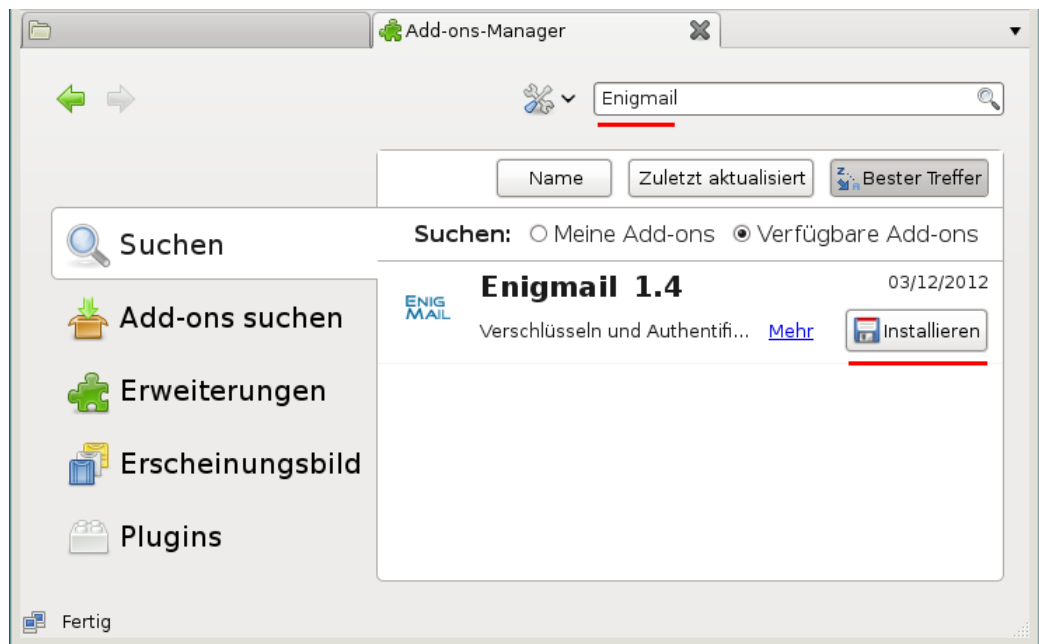 Add-ons-Manager
Enigmail
Name Zuletzt aktualisiert Bester Treffer
Suchen: Meine Add-ons Verfügbare Add-ons
Enigmail 1.4 03/12/2012
ENIG
MAIL
Verschlüsseln und Authentifi... Mehr Installieren
Suchen
Add-ons suchen
Erweiterungen
Erscheinungsbild
Plugins
Fertig